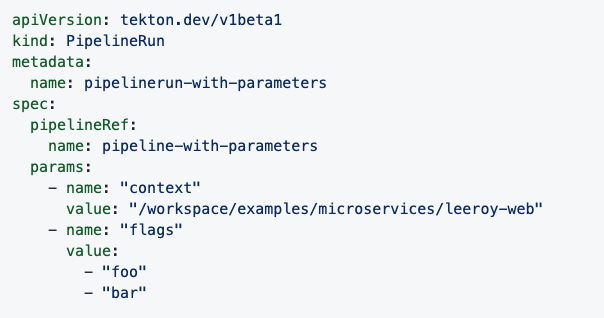 apiVersion: tekton.dev/v1beta1
kind: PipelineRun
metadata:
  name: pipelinerun-with-parameters
spec:
  pipelineRef:
    name: pipeline-with-parameters
  params:
    - name: "context"
      value: "/workspace/examples/microservices/leeroy-web"
    - name: "flags"
      value:
        - "foo"
        - "bar"